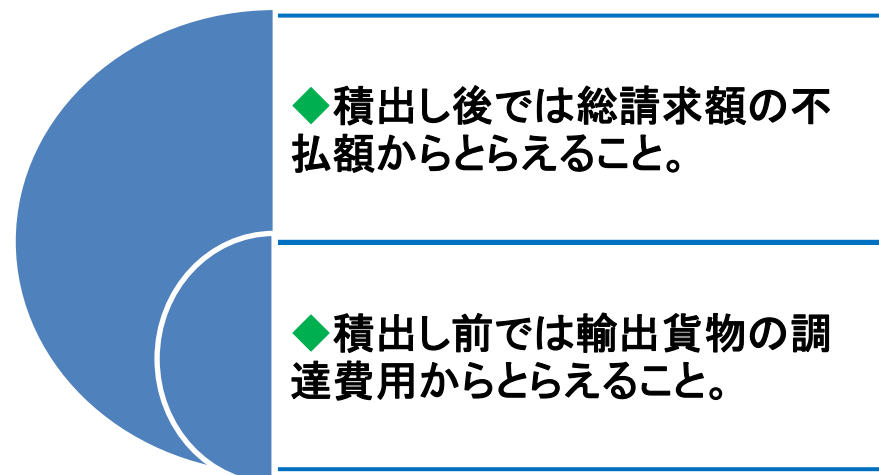 ◆積出し後では総請求額の不
払額からとらえること。
◆積出し前では輸出貨物の調
達費用からとらえること。